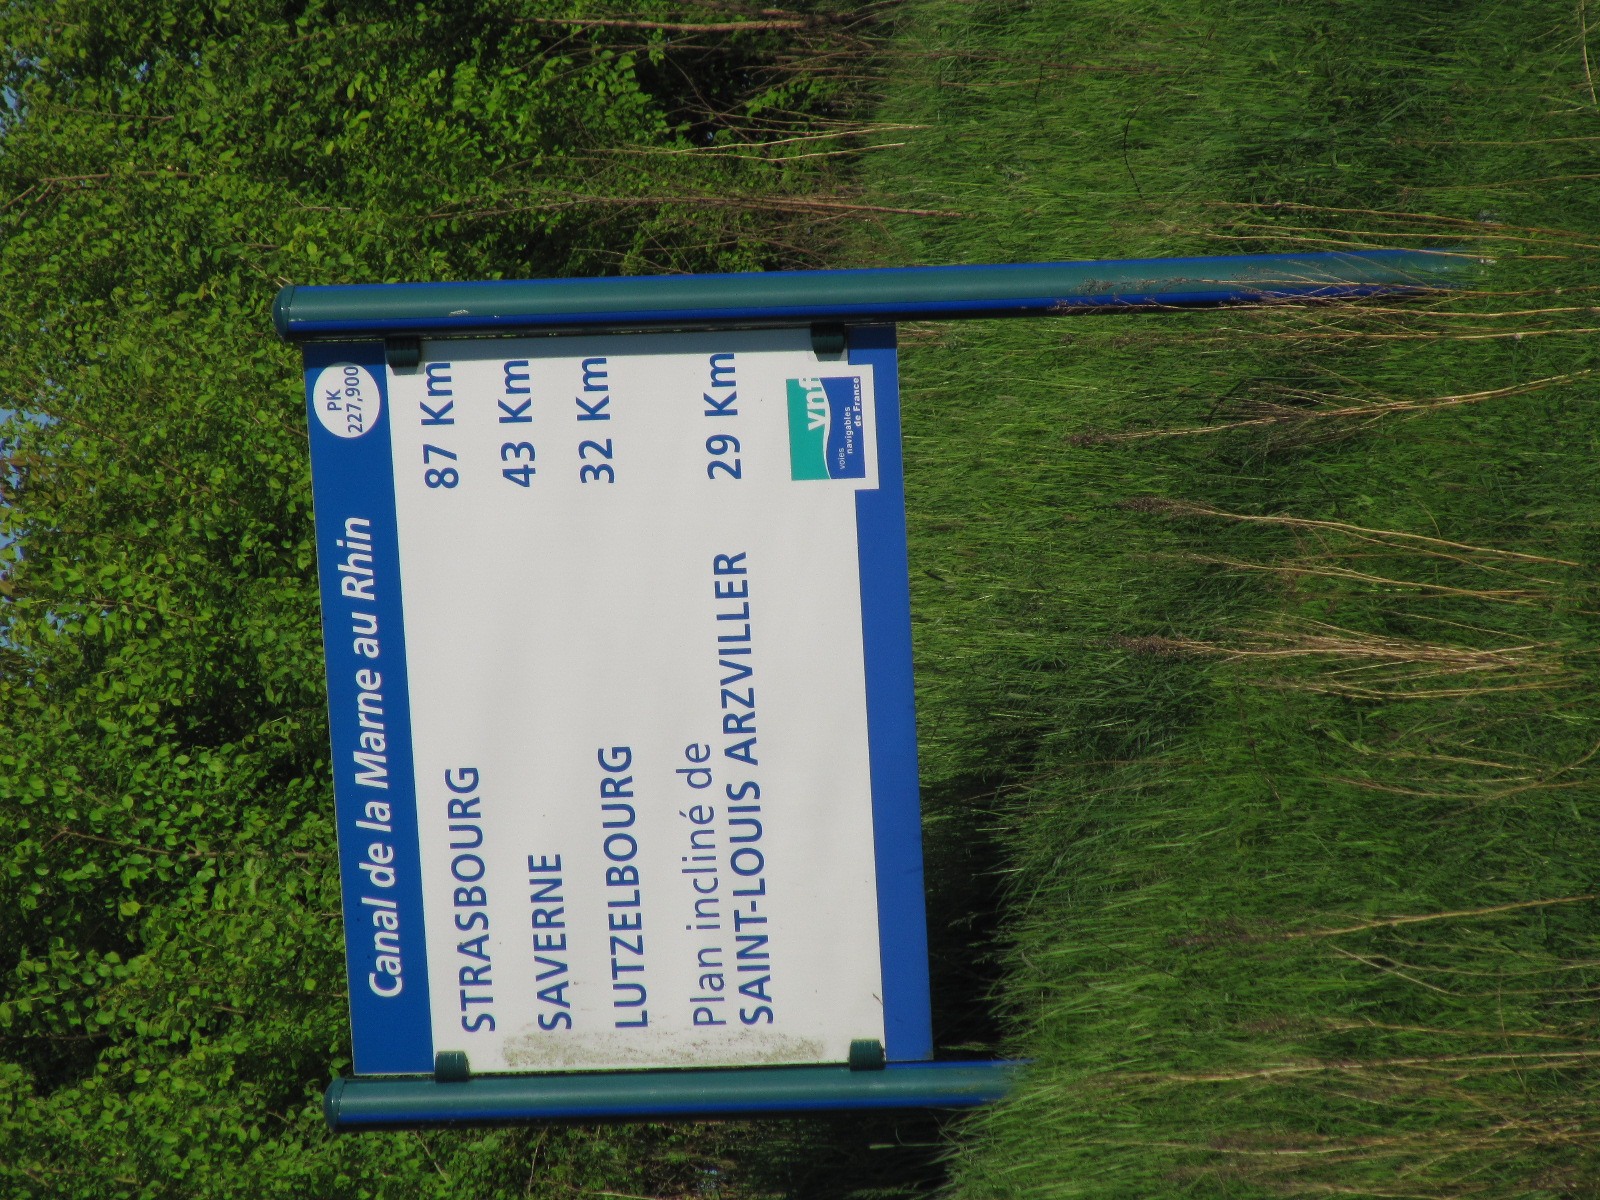 Canal de la Marne au Rhin
PK
227,900
STRASBOURG 87 Km
SAVERNE 43 Km
LUTZELBOURG 32 Km
Plan incliné de
SAINT-LOUIS ARZVILLER 29 Km
vnf
voies
navigables
de France